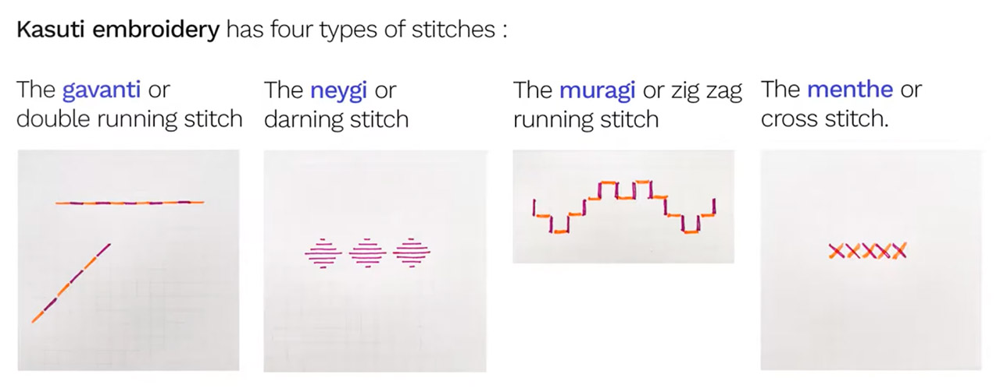 Kasuti embroidery has four types of stitches :
The gavanti or
double running stitch
The neygi or
darning stitch
The muragi or zig zag
running stitch
The menthe or
cross stitch.